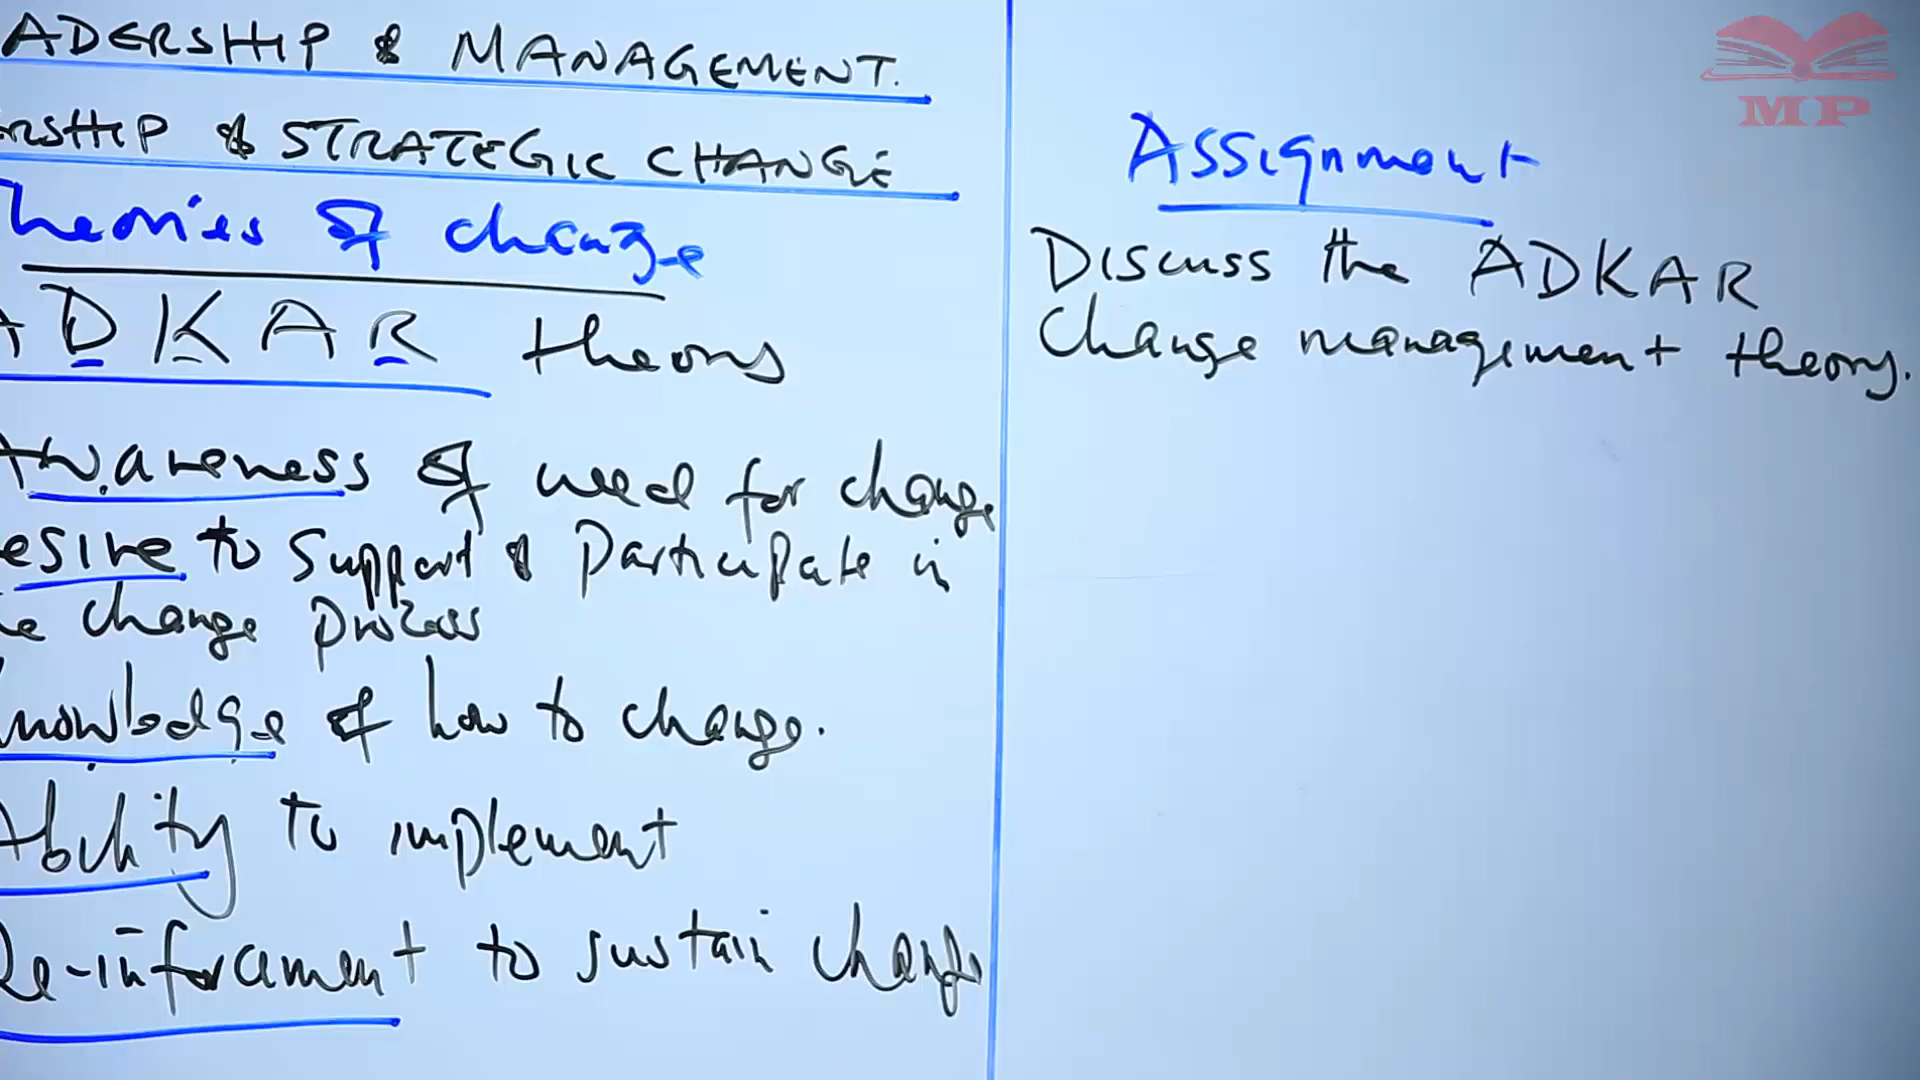 ADERSHIP & MANAGEMENT.
RSHIP & STRATEGIC CHANGE
Theories of change
ADKAR theory
Awareness of need for change
esire to support & participate in
e change process
knowledge of how to change.
Ability to implement
Re-inforcement to sustain change
MP
Assignment
Discuss the ADKAR
change management theory.